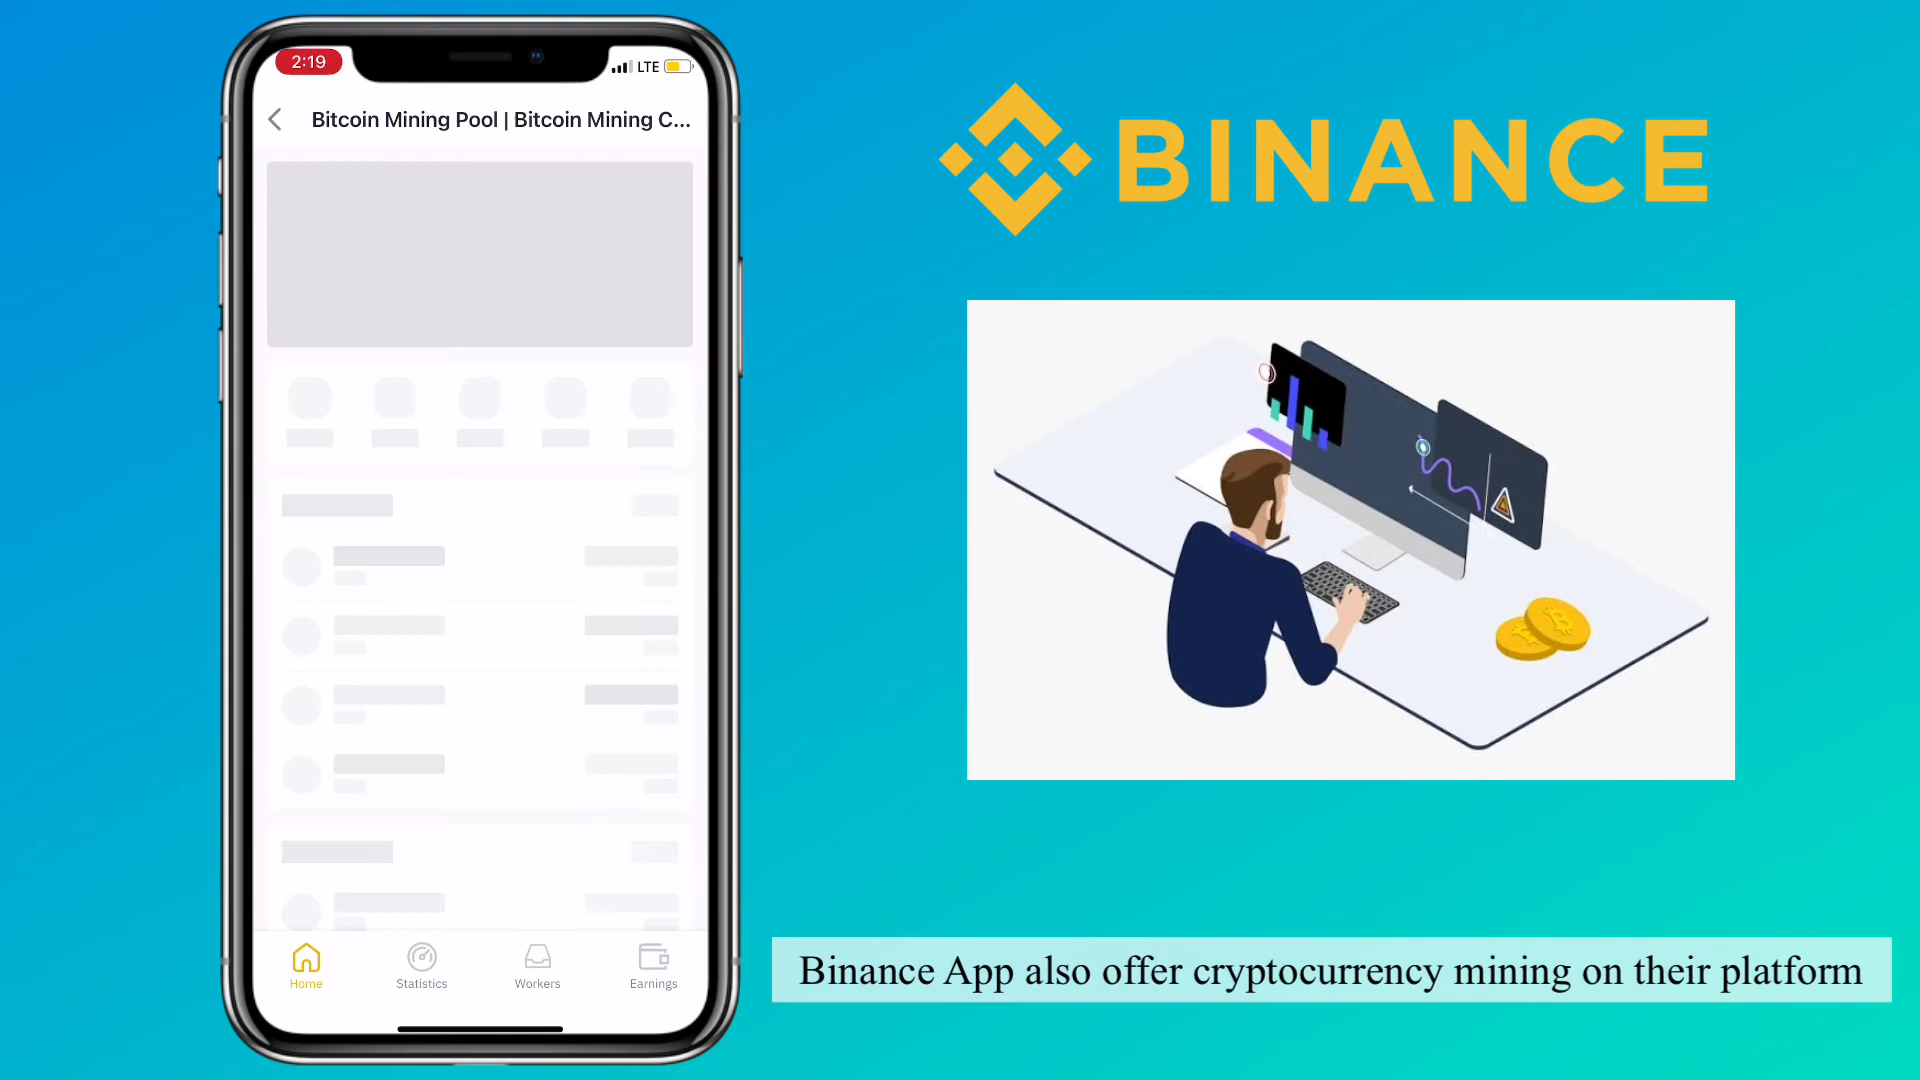 2:19
LTE
Bitcoin Mining Pool | Bitcoin Mining C...
Home
Statistics
Workers
Earnings
BINANCE
Binance App also offer cryptocurrency mining on their platform